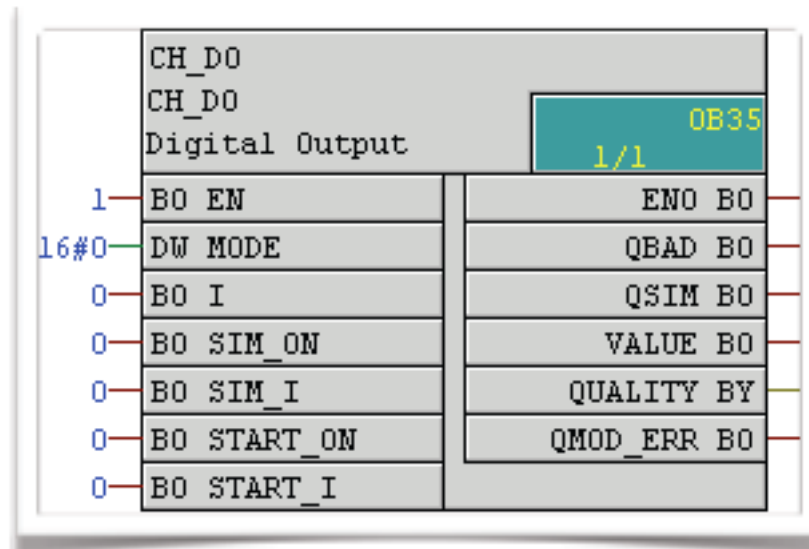 CH_DO
CH_DO
Digital Output
OB35
1/1
1 BO EN ENO BO
16#0 DW MODE QBAD BO
0 BO I QSIM BO
0 BO SIM_ON VALUE BO
0 BO SIM_I QUALITY BY
0 BO START_ON QMOD_ERR BO
0 BO START_I